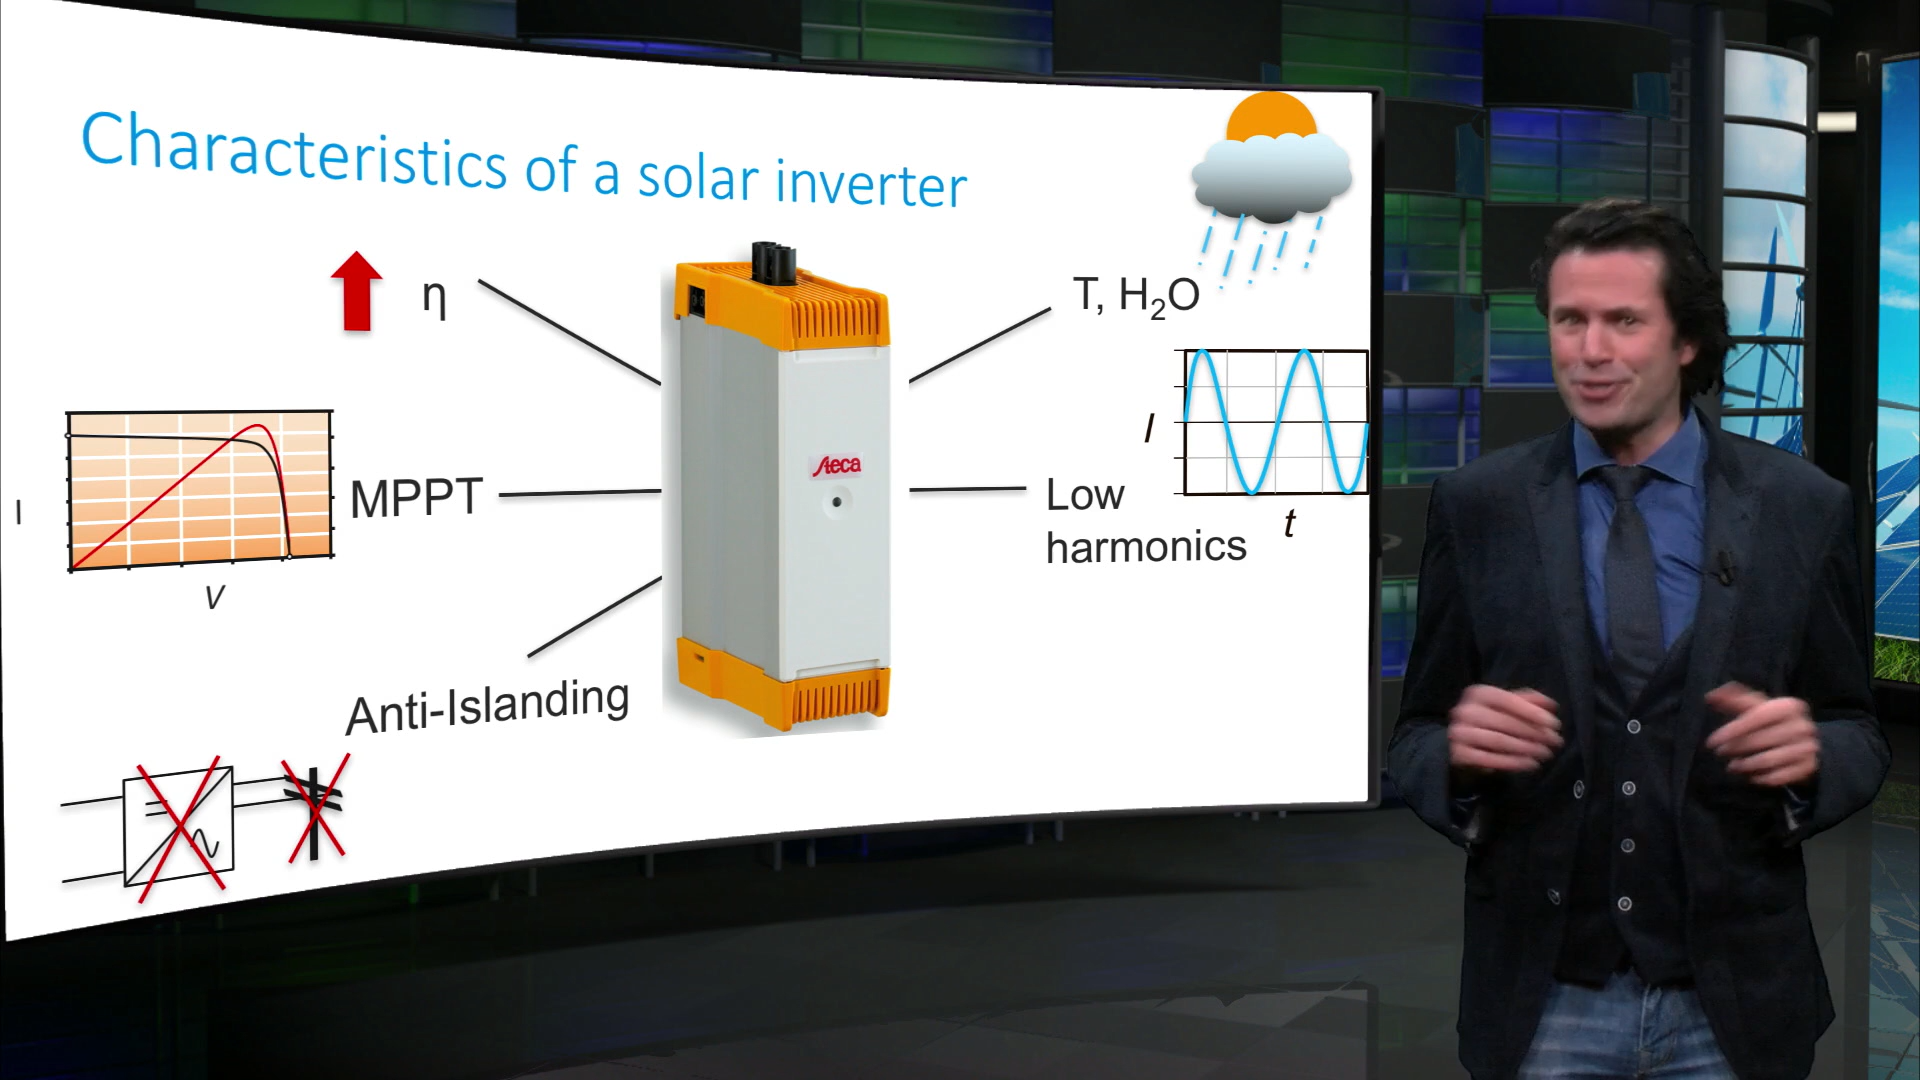 Characteristics of a solar inverter
η
T, H₂O
I
V
MPPT
Steca
Low
harmonics
I
t
Anti-Islanding